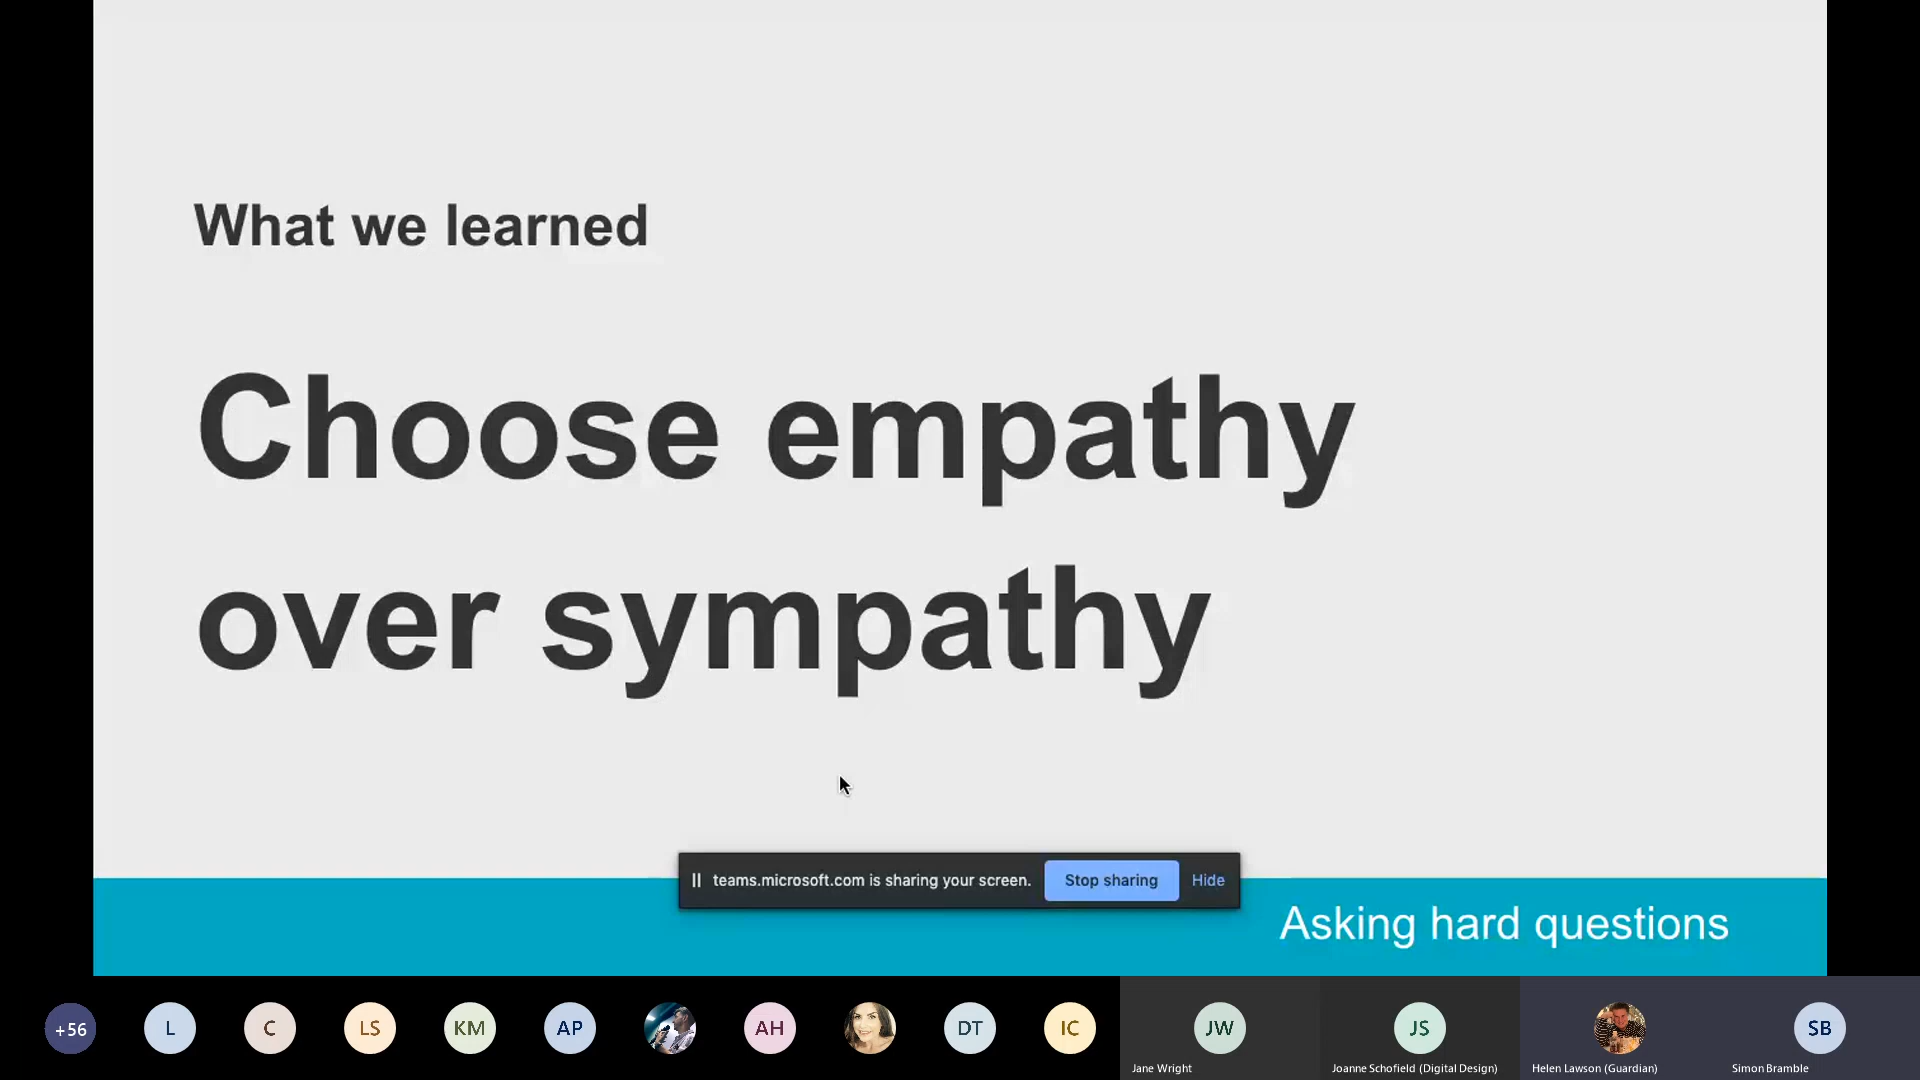 What we learned
Choose empathy
over sympathy
teams.microsoft.com is sharing your screen.
Stop sharing
Hide
Asking hard questions
+56
L
C
LS
KM
AP
AH
DT
IC
JW
JS
SB
Jane Wright
Joanne Schofield (Digital Design)
Helen Lawson (Guardian)
Simon Bramble